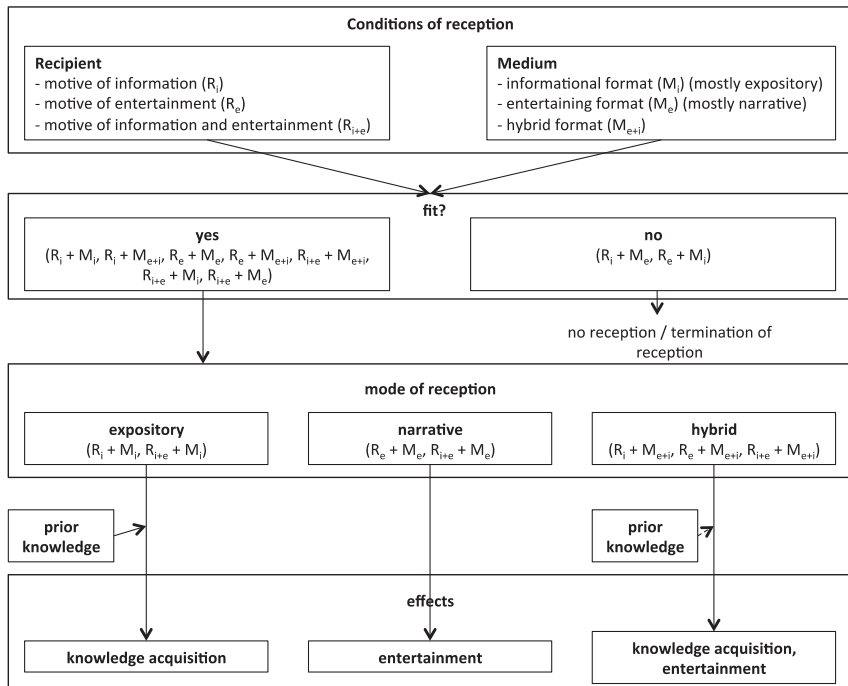 Conditions of reception
Recipient
- motive of information (Rᵢ)
- motive of entertainment (Rₑ)
- motive of information and entertainment (Rᵢ₊ₑ)
Medium
- informational format (Mᵢ) (mostly expository)
- entertaining format (Mₑ) (mostly narrative)
- hybrid format (Mₑ₊ᵢ)
fit?
yes
(Rᵢ + Mᵢ, Rᵢ + Mₑ₊ᵢ, Rₑ + Mₑ, Rₑ + Mₑ₊ᵢ, Rᵢ₊ₑ + Mₑ₊ᵢ,
Rᵢ₊ₑ + Mᵢ, Rᵢ₊ₑ + Mₑ)
no
(Rᵢ + Mₑ, Rₑ + Mᵢ)
no reception / termination of
reception
mode of reception
expository
(Rᵢ + Mᵢ, Rᵢ₊ₑ + Mᵢ)
narrative
(Rₑ + Mₑ, Rᵢ₊ₑ + Mₑ)
hybrid
(Rᵢ + Mₑ₊ᵢ, Rₑ + Mₑ₊ᵢ, Rᵢ₊ₑ + Mₑ₊ᵢ)
prior
knowledge
prior
knowledge
effects
knowledge acquisition
entertainment
knowledge acquisition,
entertainment